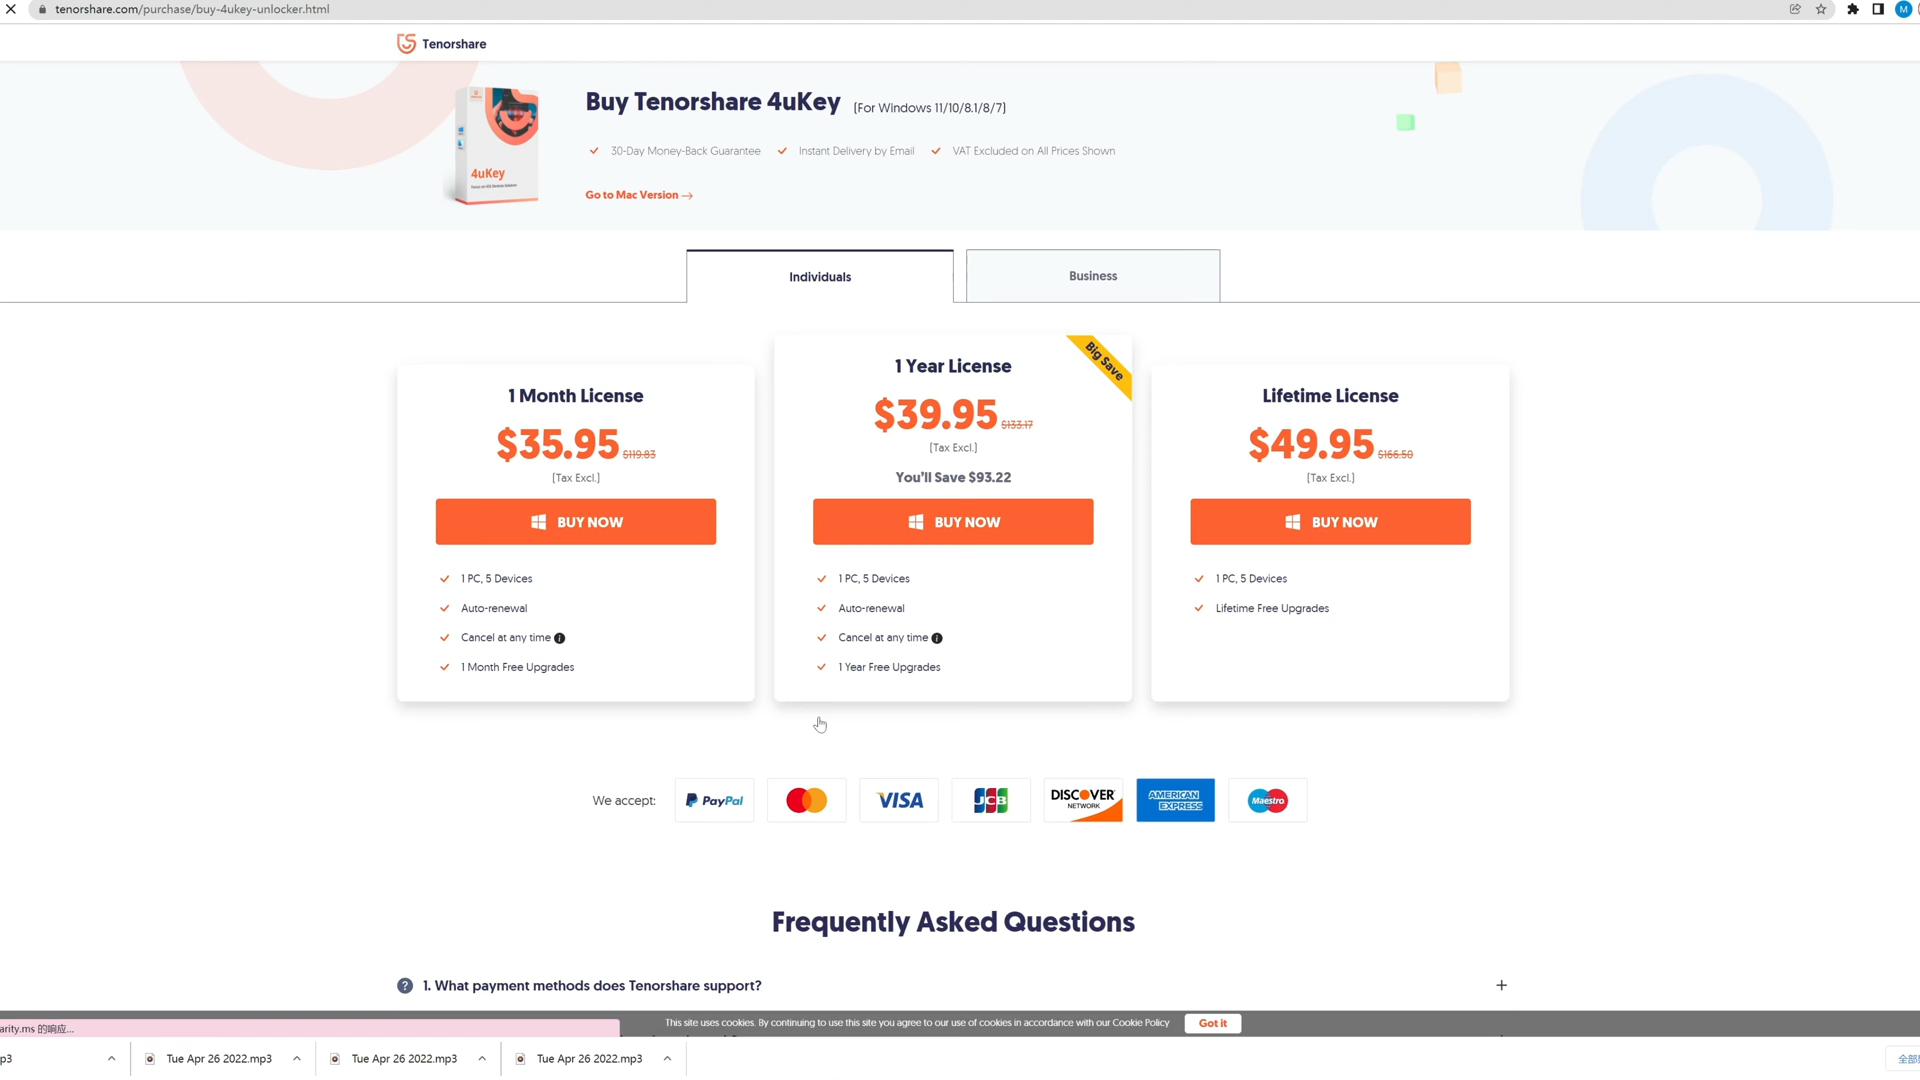 tenorshare.com/purchase/buy-4ukey-unlocker.html
M
Tenorshare
4uKey
Buy Tenorshare 4uKey (For Windows 11/10/8.1/8/7)
30-Day Money-Back Guarantee Instant Delivery by Email VAT Excluded on All Prices Shown
Go to Mac Version
Individuals
Business
1 Month License
$35.95 $119.83
(Tax Excl.)
BUY NOW
1 PC, 5 Devices
Auto-renewal
Cancel at any time
1 Month Free Upgrades
Big Save
1 Year License
$39.95 $133.17
(Tax Excl.)
You'll Save $93.22
BUY NOW
1 PC, 5 Devices
Auto-renewal
Cancel at any time
1 Year Free Upgrades
Lifetime License
$49.95 $166.50
(Tax Excl.)
BUY NOW
1 PC, 5 Devices
Lifetime Free Upgrades
We accept: PayPal VISA JCB DISCOVER NETWORK AMERICAN EXPRESS Maestro
Frequently Asked Questions
? 1. What payment methods does Tenorshare support? +
arity.ms 的响应...
This site uses cookies. By continuing to use this site you agree to our use of cookies in accordance with our Cookie Policy Got it
p3 Tue Apr 26 2022.mp3 Tue Apr 26 2022.mp3 Tue Apr 26 2022.mp3 全部